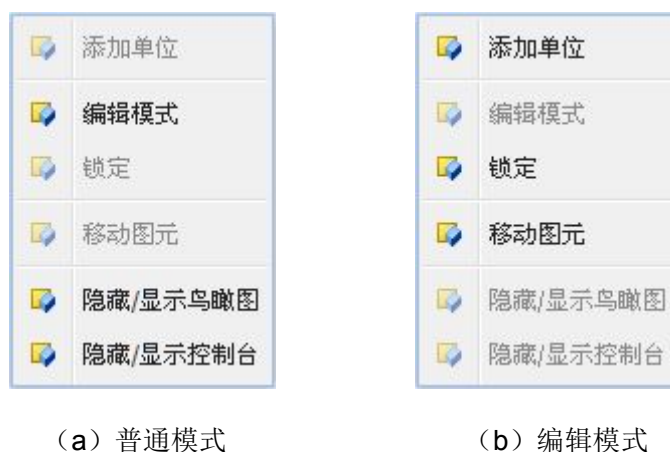 添加单位
编辑模式
锁定
移动图元
隐藏/显示鸟瞰图
隐藏/显示控制台
（a）普通模式
添加单位
编辑模式
锁定
移动图元
隐藏/显示鸟瞰图
隐藏/显示控制台
（b）编辑模式